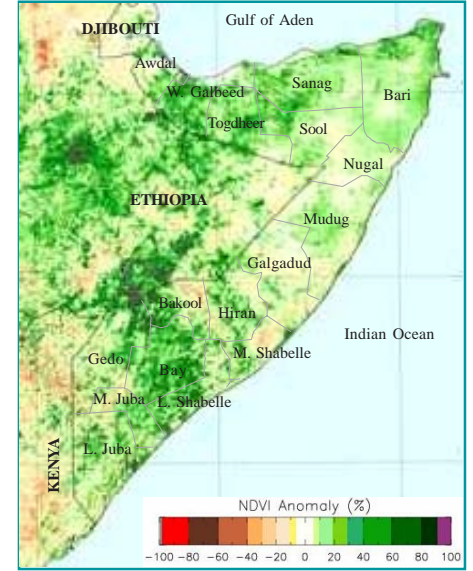 Gulf of Aden
DJIBOUTI
Awdal
W. Galbeed
Sanag
Bari
Togdheer
Sool
Nugal
ETHIOPIA
Mudug
Galgadud
Bakool
Hiran
Indian Ocean
Gedo
M. Shabelle
Bay
M. Juba
L. Shabelle
L. Juba
KENYA
NDVI Anomaly (%)
-100 -80 -60 -40 -20 0 20 40 60 80 100